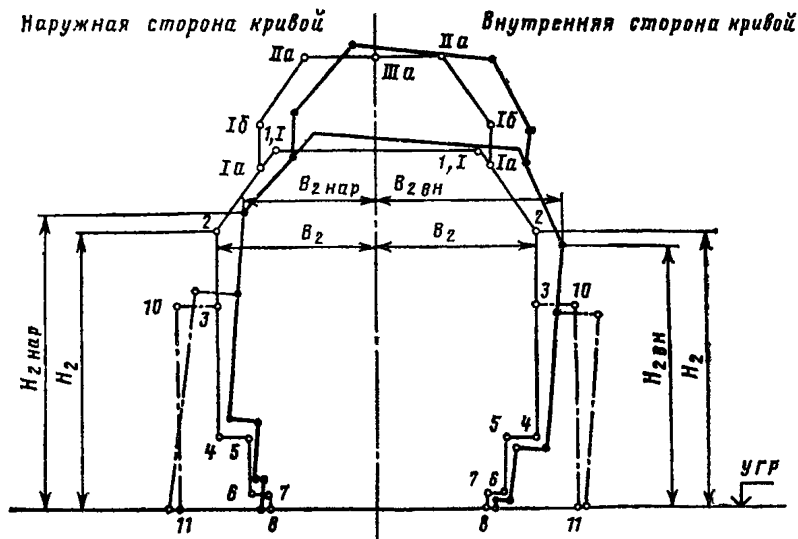 Наружная сторона кривой
Внутренняя сторона кривой
IIа
IIIа
IIа
Iб
1,I
Iб
Iа
1,I
Iа
B₂ нар
B₂ вн
2
2
B₂
B₂
10
3
3
10
H₂ нар
H₂
H₂ вн
H₂
4
5
5
4
6
7
7
6
УГР
11
8
8
11